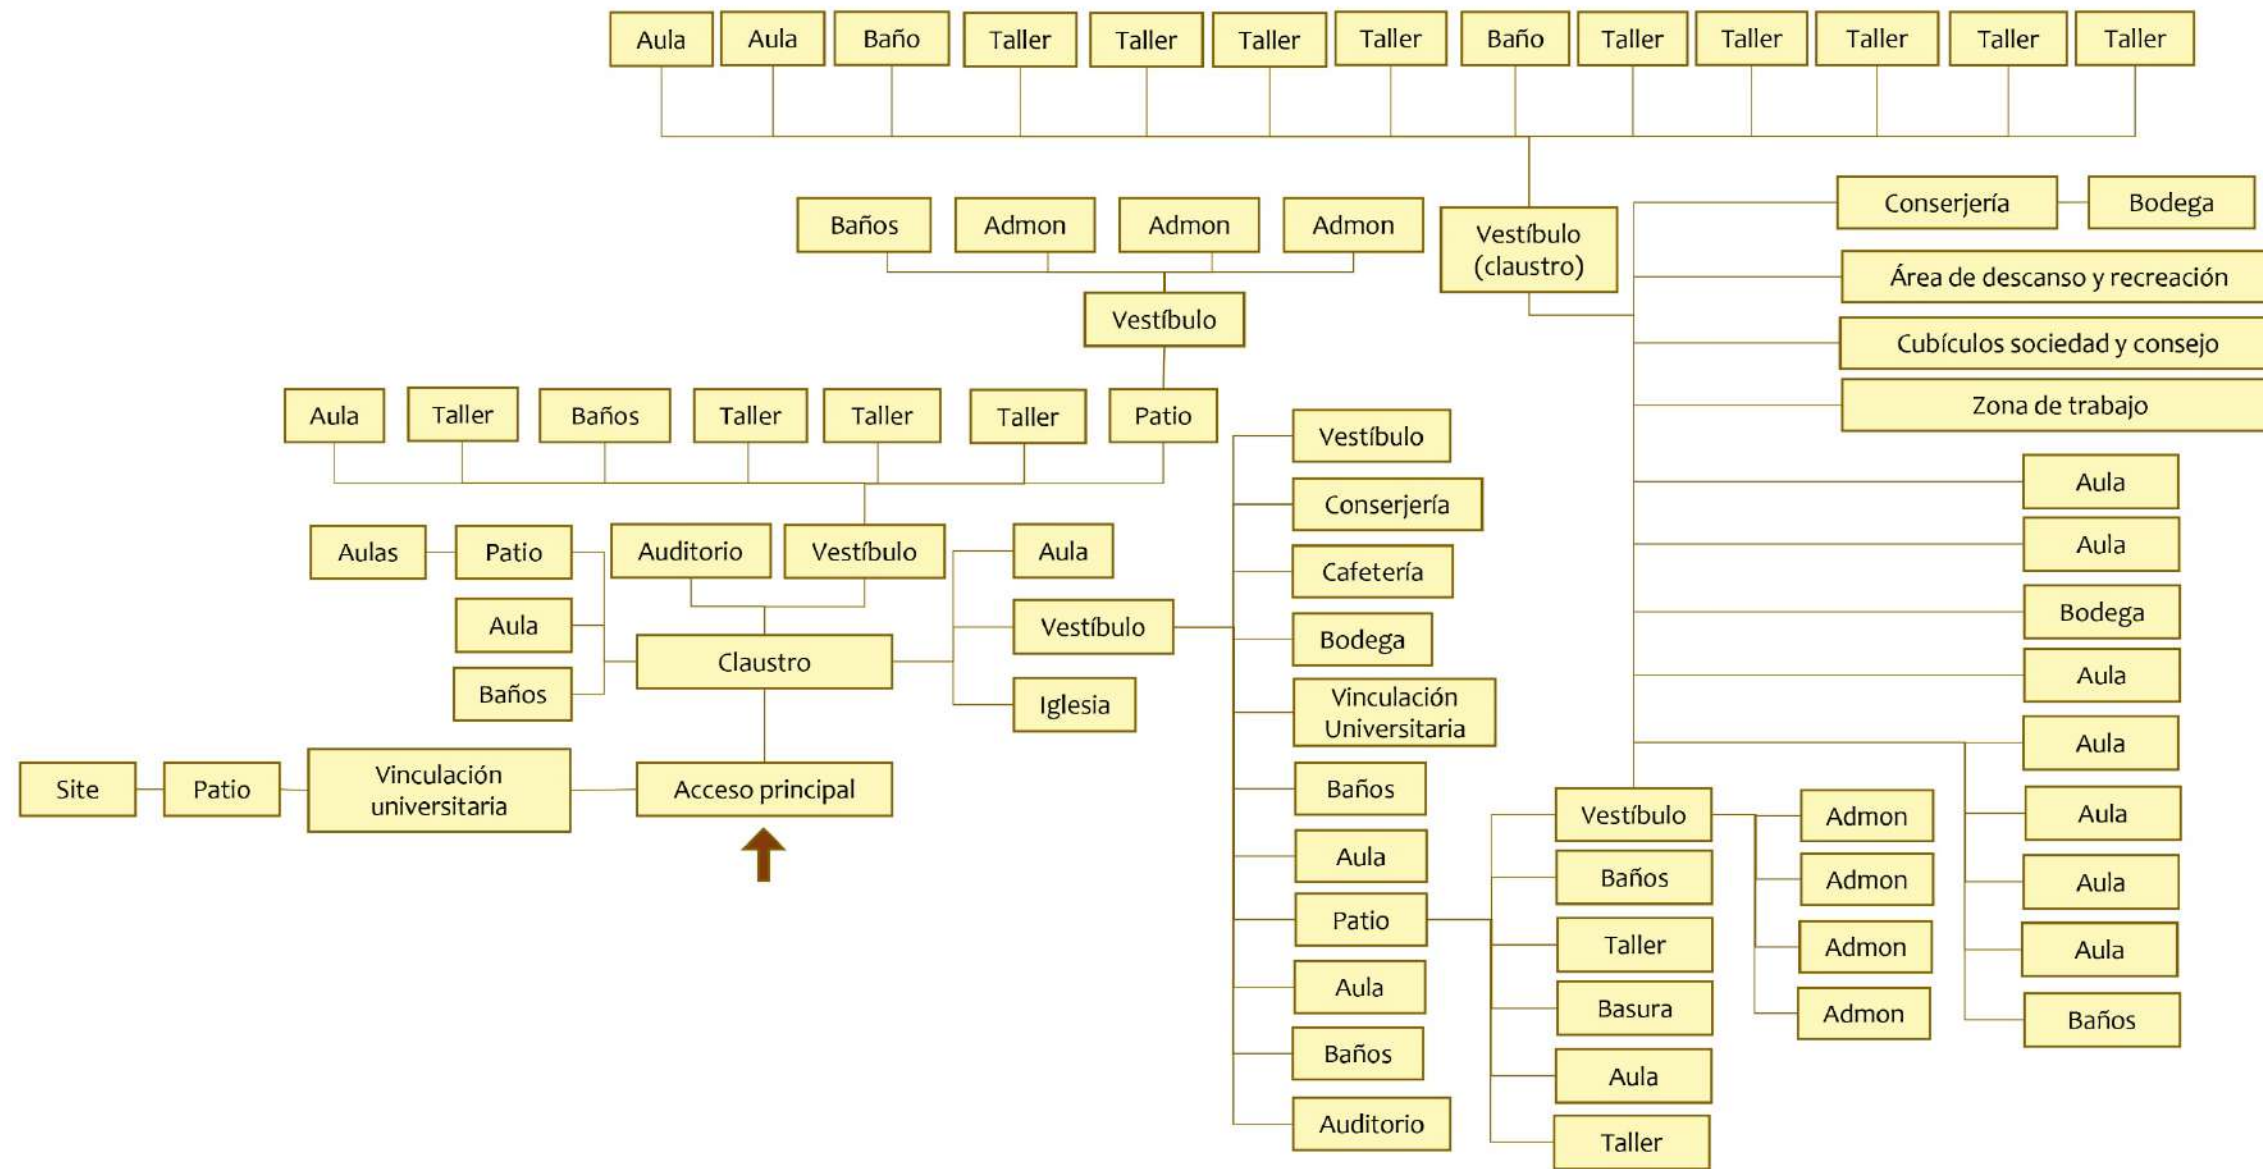 Aula
Aula
Baño
Taller
Taller
Taller
Taller
Baño
Taller
Taller
Taller
Taller
Taller
Conserjería
Bodega
Baños
Admon
Admon
Admon
Vestíbulo
(claustro)
Área de descanso y recreación
Vestíbulo
Cubículos sociedad y consejo
Zona de trabajo
Aula
Taller
Baños
Taller
Taller
Taller
Patio
Vestíbulo
Aula
Conserjería
Aula
Aulas
Patio
Auditorio
Vestíbulo
Aula
Cafetería
Bodega
Aula
Vestíbulo
Bodega
Claustro
Aula
Baños
Iglesia
Vinculación
Universitaria
Aula
Site
Patio
Vinculación
universitaria
Acceso principal
Baños
Vestíbulo
Admon
Aula
Aula
Baños
Admon
Aula
Patio
Taller
Admon
Aula
Aula
Basura
Admon
Baños
Baños
Aula
Auditorio
Taller